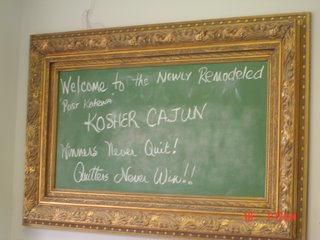 Welcome to the Newly Remodeled
Post Katrina
KOSHER CAJUN
Winners Never Quit!
Quitters Never Win!!